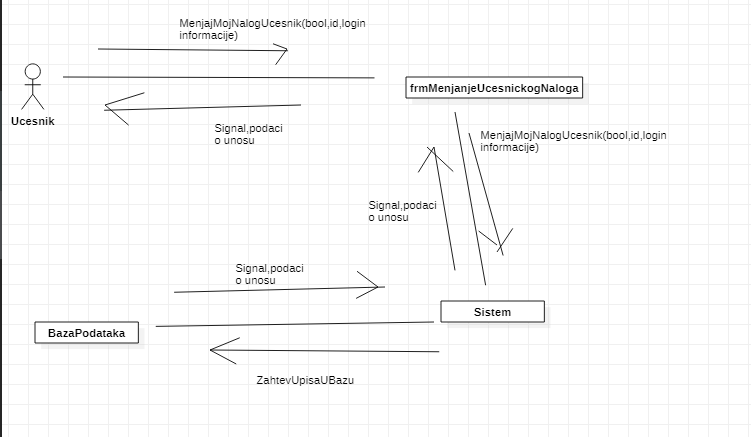 MenjajMojNalogUcesnik(bool,id,login
informacije)
frmMenjanjeUcesnickogNaloga
Ucesnik
Signal,podaci
o unosu
MenjajMojNalogUcesnik(bool,id,login
informacije)
Signal,podaci
o unosu
Signal,podaci
o unosu
Sistem
BazaPodataka
ZahtevUpisaUBazu